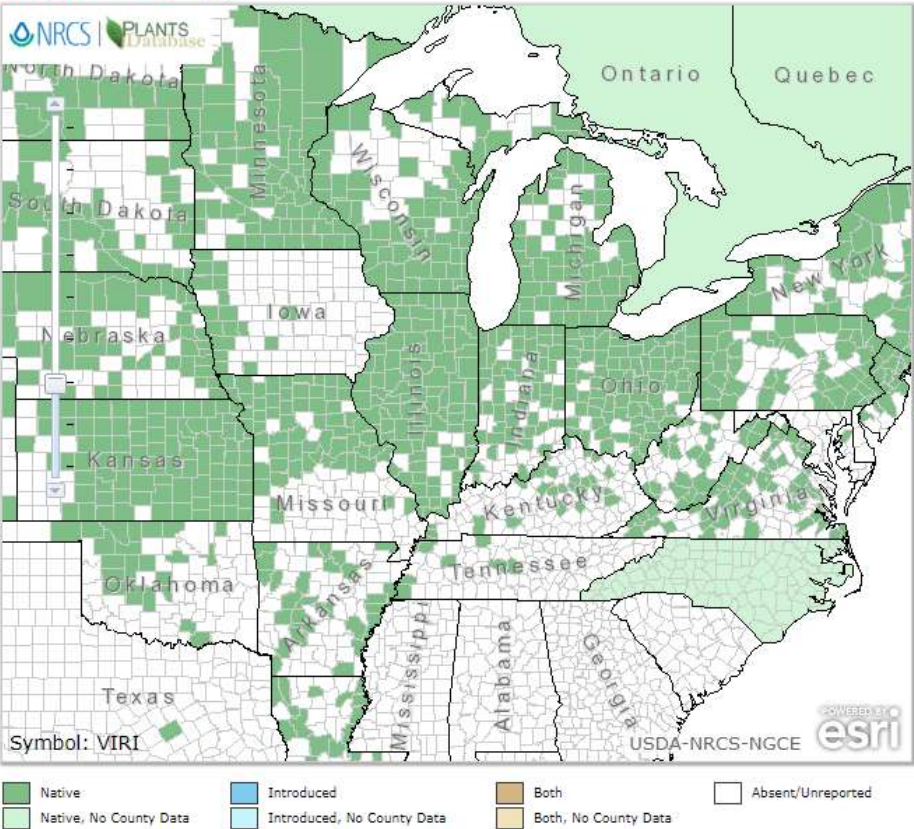 NRCS | PLANTS
Database
Ontario
Quebec
North Dakota
Minnesota
Wisconsin
South Dakota
Michigan
New York
Iowa
Nebraska
Illinois
Indiana
Ohio
Kansas
Missouri
Kentucky
Virginia
Oklahoma
Arkansas
Tennessee
Mississippi
Alabama
Georgia
Texas
Symbol: VIRI
USDA-NRCS-NGCE
POWERED BY
esri
Native
Introduced
Both
Absent/Unreported
Native, No County Data
Introduced, No County Data
Both, No County Data